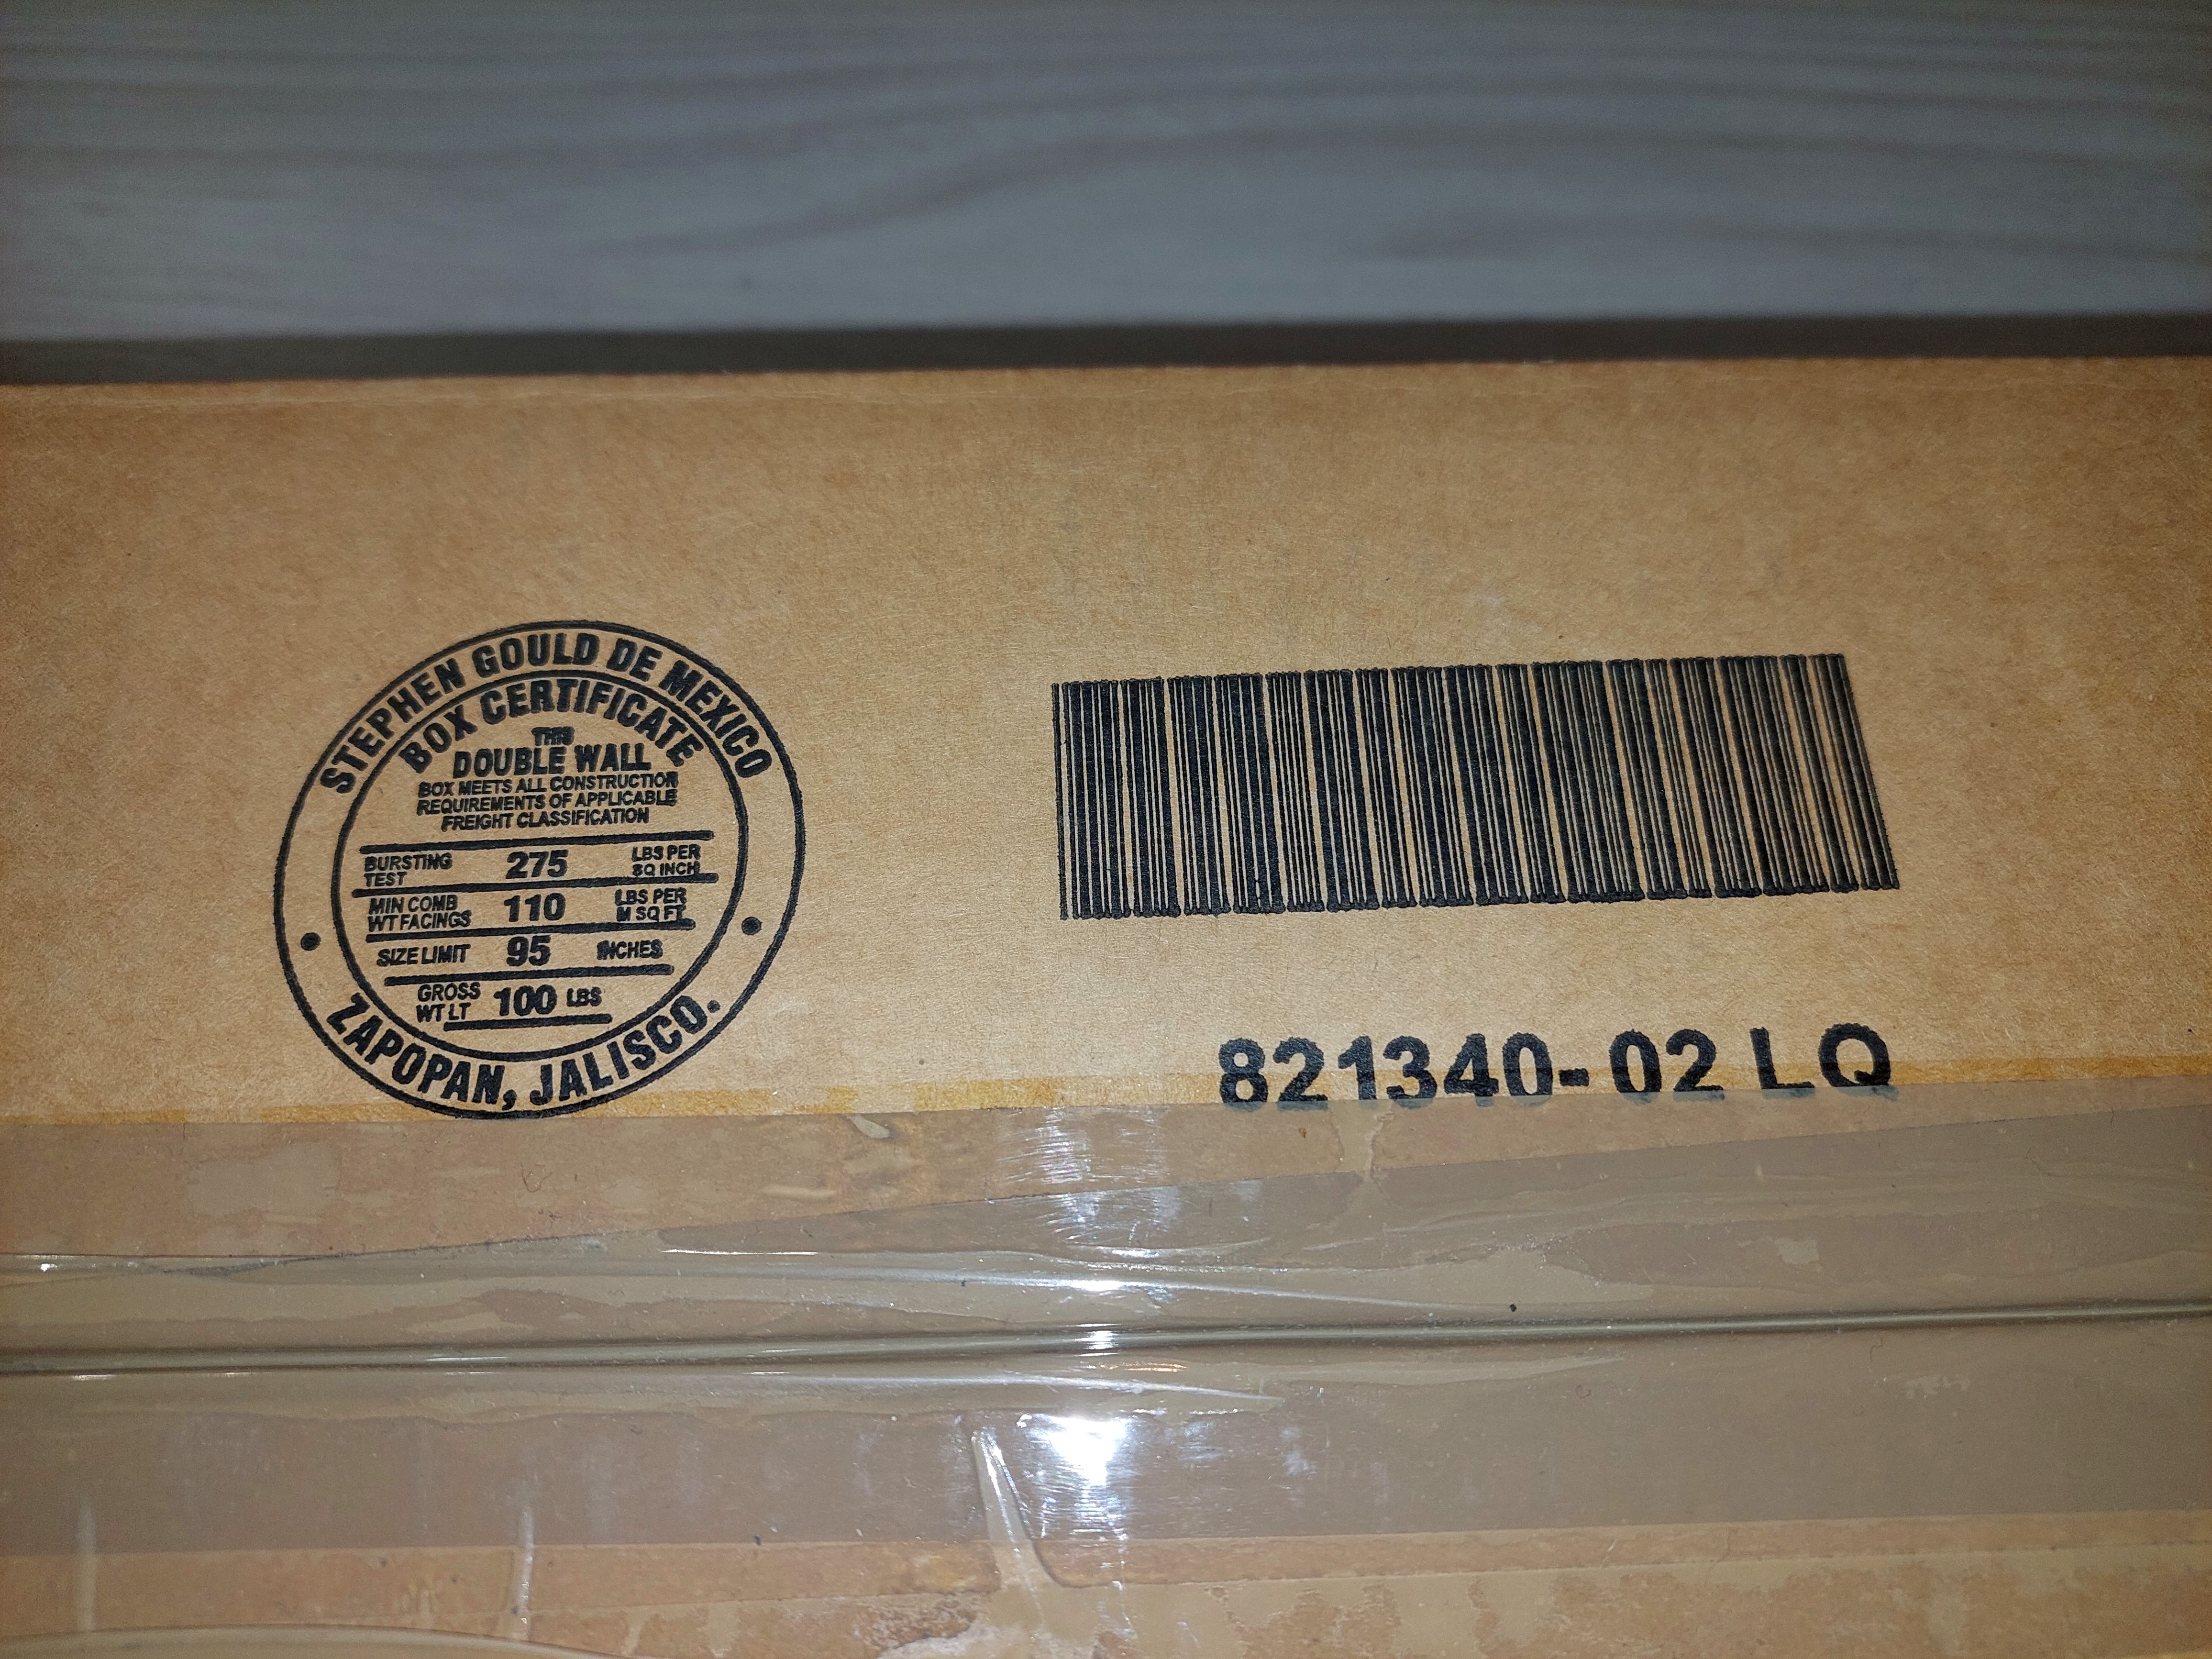 STEPHEN GOULD DE MEXICO
BOX CERTIFICATE
THIS
DOUBLE WALL
BOX MEETS ALL CONSTRUCTION
REQUIREMENTS OF APPLICABLE
FREIGHT CLASSIFICATION
BURSTING TEST 275 LBS PER SQ INCH
MIN COMB WT FACINGS 110 LBS PER M SQ FT
SIZE LIMIT 95 INCHES
GROSS WT LT 100 LBS
ZAPOPAN, JALISCO.
821340-02 LQ